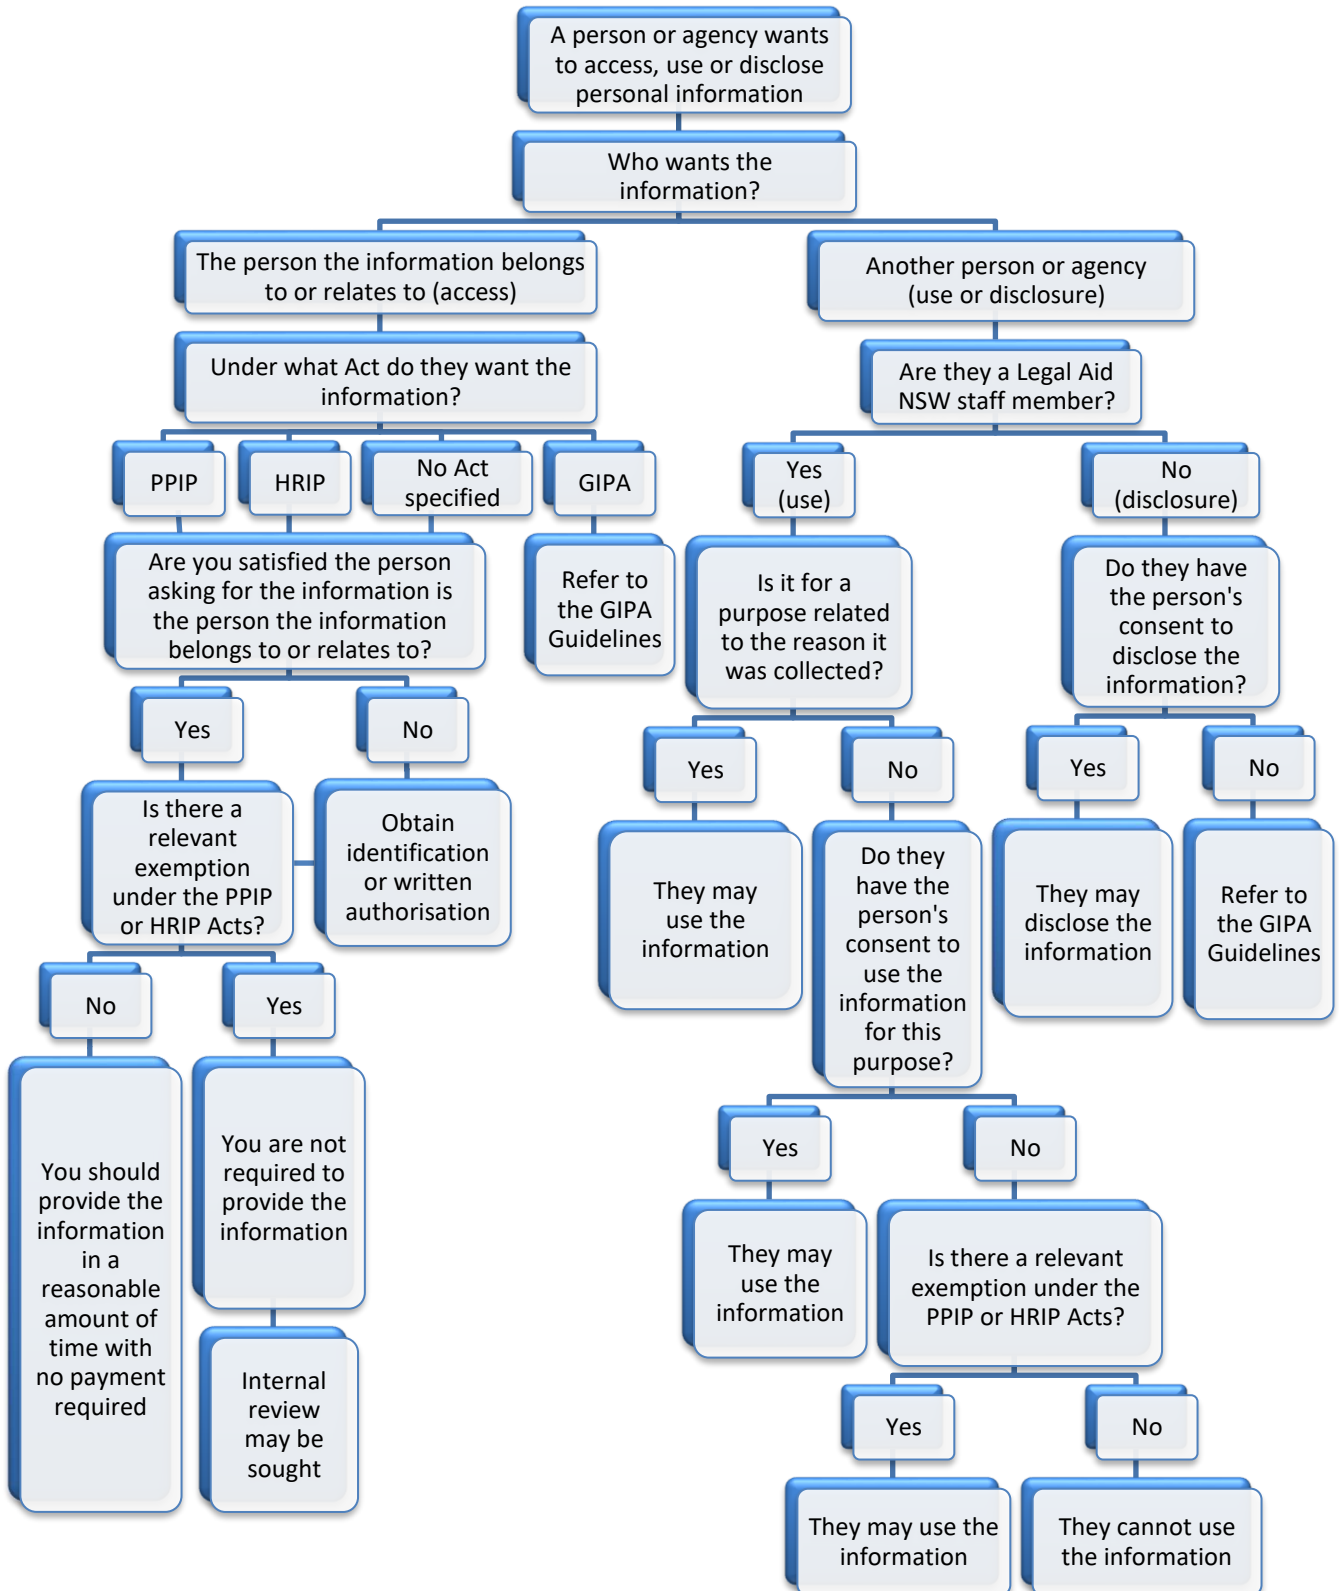 A person or agency wants
to access, use or disclose
personal information
Who wants the
information?
The person the information belongs
to or relates to (access)
Another person or agency
(use or disclosure)
Under what Act do they want the
information?
Are they a Legal Aid
NSW staff member?
PPIP
HRIP
No Act
specified
GIPA
Yes
(use)
No
(disclosure)
Are you satisfied the person
asking for the information is
the person the information
belongs to or relates to?
Refer to
the GIPA
Guidelines
Is it for a
purpose related
to the reason it
was collected?
Do they have
the person's
consent to
disclose the
information?
Yes
No
Yes
No
Yes
No
Is there a
relevant
exemption
under the PPIP
or HRIP Acts?
Obtain
identification
or written
authorisation
They may
use the
information
Do they
have the
person's
consent to
use the
information
for this
purpose?
They may
disclose the
information
Refer to
the GIPA
Guidelines
No
Yes
You should
provide the
information
in a
reasonable
amount of
time with
no payment
required
You are not
required to
provide the
information
Internal
review
may be
sought
Yes
No
They may
use the
information
Is there a relevant
exemption under the
PPIP or HRIP Acts?
Yes
No
They may use the
information
They cannot use
the information